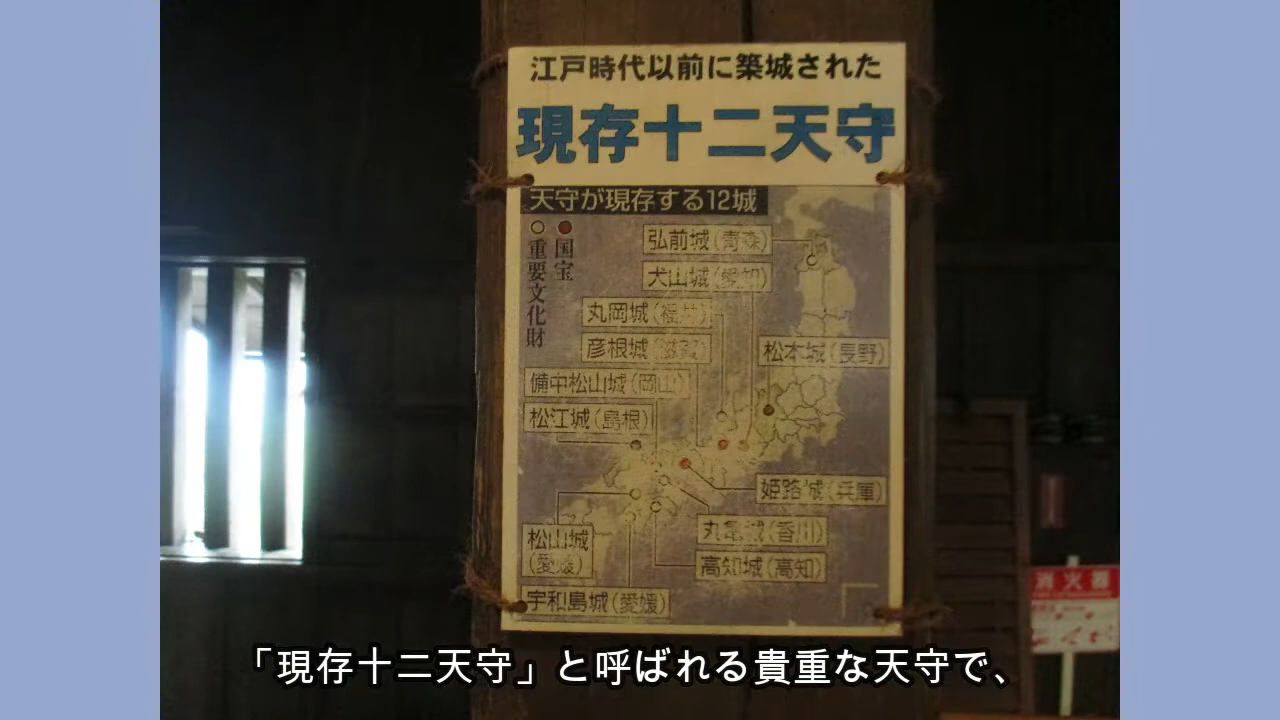 江戸時代以前に築城された
現存十二天守
天守が現存する12城
国宝
重要文化財
弘前城(青森)
犬山城(愛知)
丸岡城(福井)
彦根城(滋賀)
松本城(長野)
備中松山城(岡山)
松江城(島根)
姫路城(兵庫)
丸亀城(香川)
松山城
(愛媛)
高知城(高知)
宇和島城(愛媛)
消火器
「現存十二天守」と呼ばれる貴重な天守で、